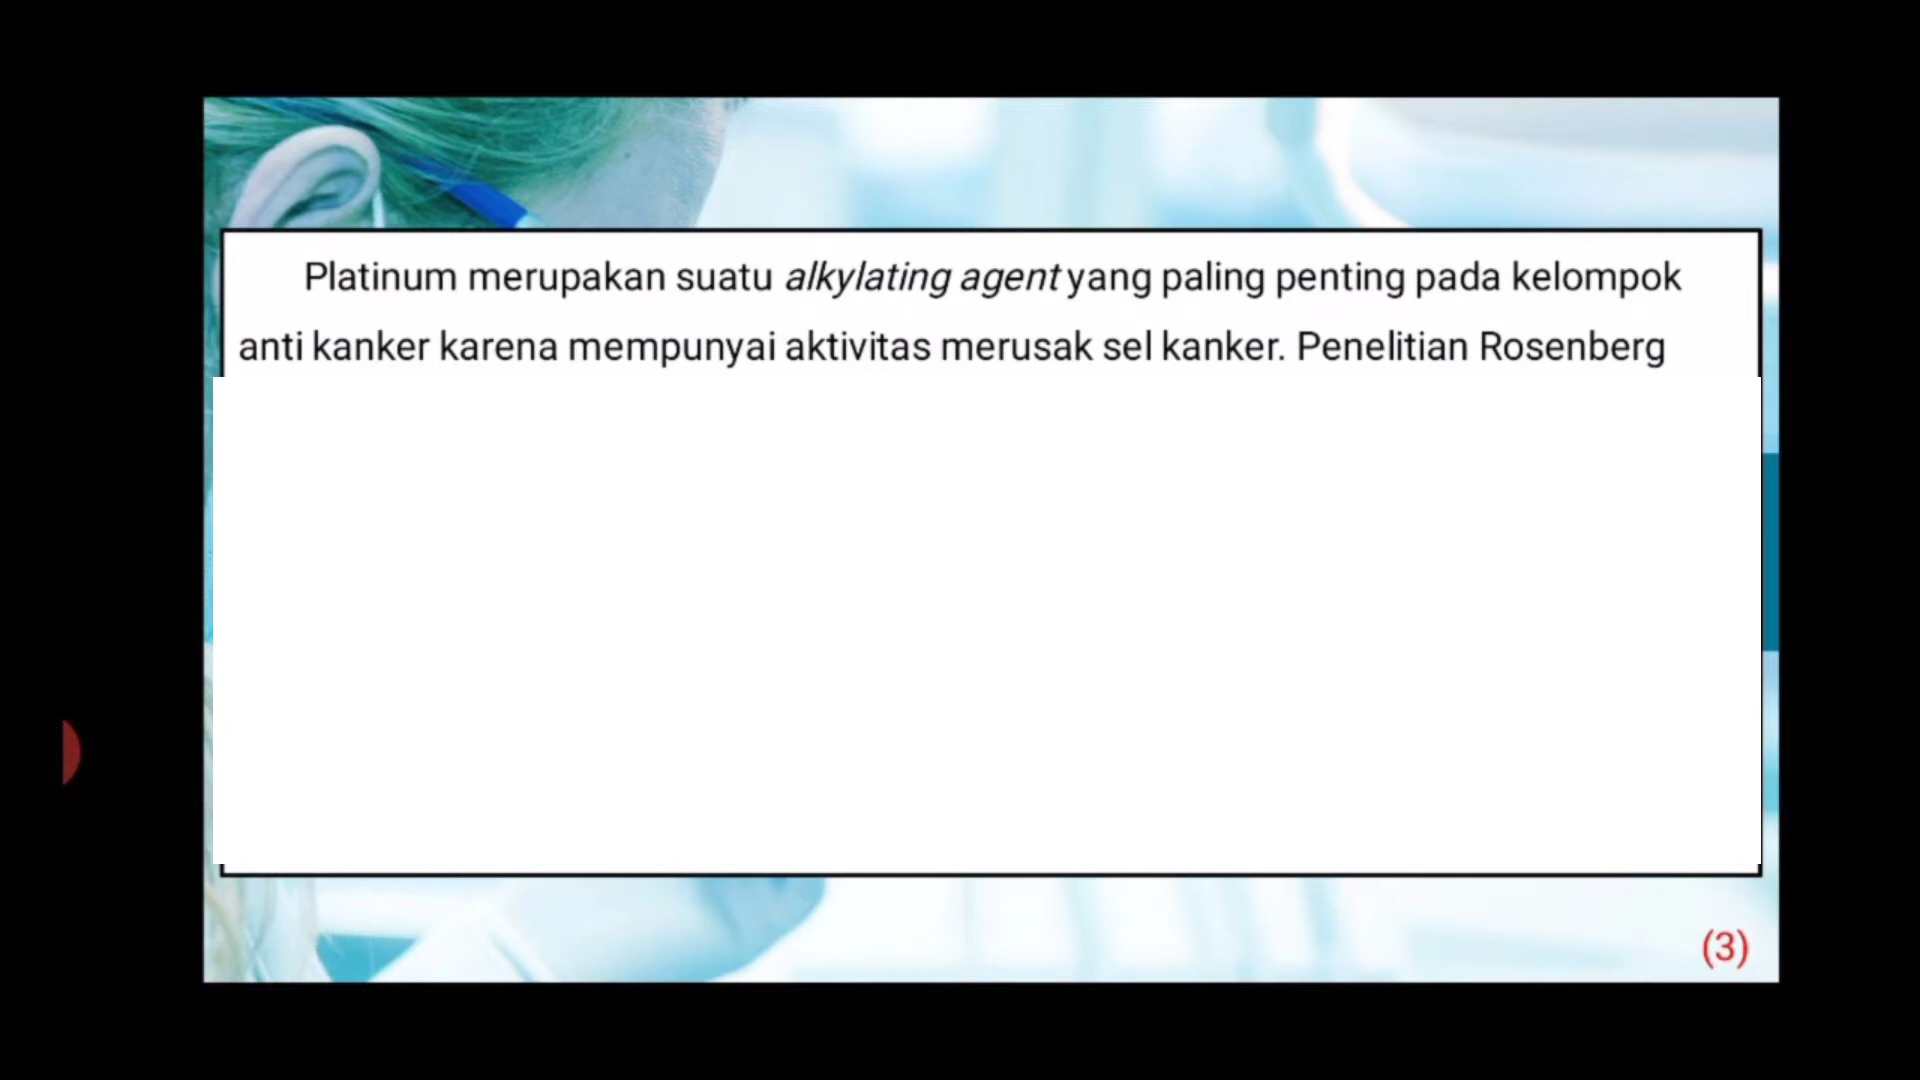 Platinum merupakan suatu alkylating agent yang paling penting pada kelompok
anti kanker karena mempunyai aktivitas merusak sel kanker. Penelitian Rosenberg
(3)